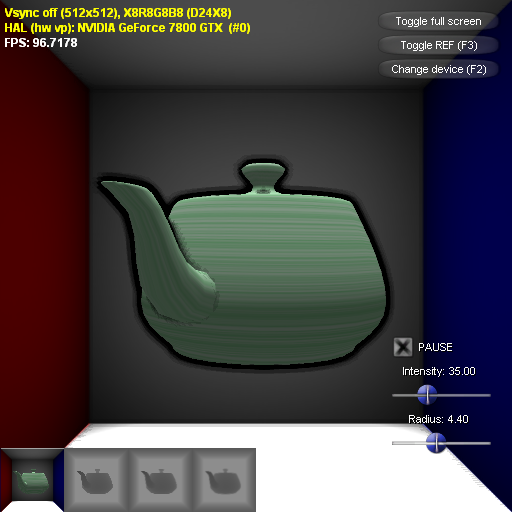 Vsync off (512x512), X8R8G8B8 (D24X8)
HAL (hw vp): NVIDIA GeForce 7800 GTX (#0)
FPS: 96.7178
Toggle full screen
Toggle REF (F3)
Change device (F2)
PAUSE
Intensity: 35.00
Radius: 4.40